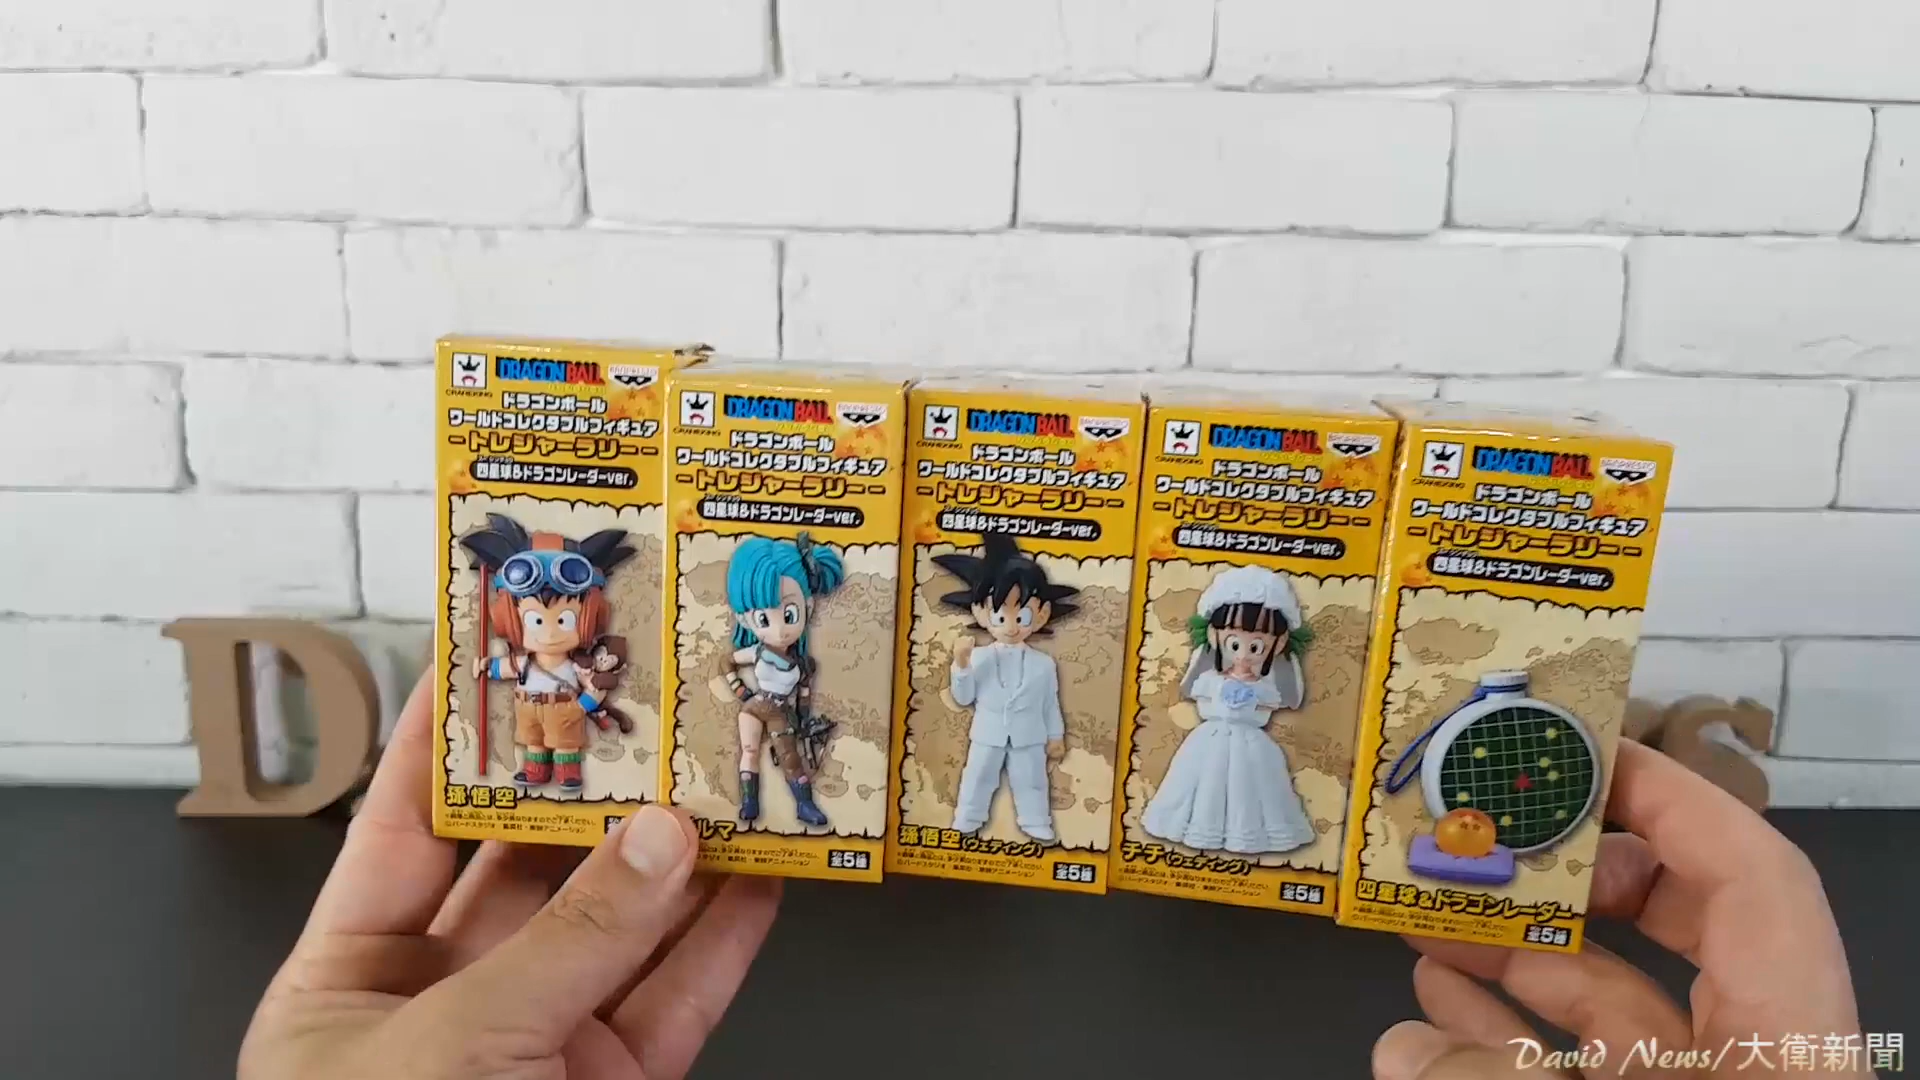 CRANEKING
DRAGON BALL
BANPRESTO
ドラゴンボール
ワールドコレクタブルフィギュア
-トレジャーラリー-
四星球&ドラゴンレーダーver.
孫悟空
CRANEKING
DRAGON BALL
BANPRESTO
ドラゴンボール
ワールドコレクタブルフィギュア
-トレジャーラリー-
四星球&ドラゴンレーダーver.
ルマ
全5種
CRANEKING
DRAGON BALL
BANPRESTO
ドラゴンボール
ワールドコレクタブルフィギュア
-トレジャーラリー-
四星球&ドラゴンレーダーver.
孫悟空(ウェディング)
全5種
CRANEKING
DRAGON BALL
BANPRESTO
ドラゴンボール
ワールドコレクタブルフィギュア
-トレジャーラリー-
四星球&ドラゴンレーダーver.
チチ(ウェディング)
全5種
CRANEKING
DRAGON BALL
BANPRESTO
ドラゴンボール
ワールドコレクタブルフィギュア
-トレジャーラリー-
四星球&ドラゴンレーダーver.
四星球&ドラゴンレーダー
全5種
D
S
David News/大衛新聞